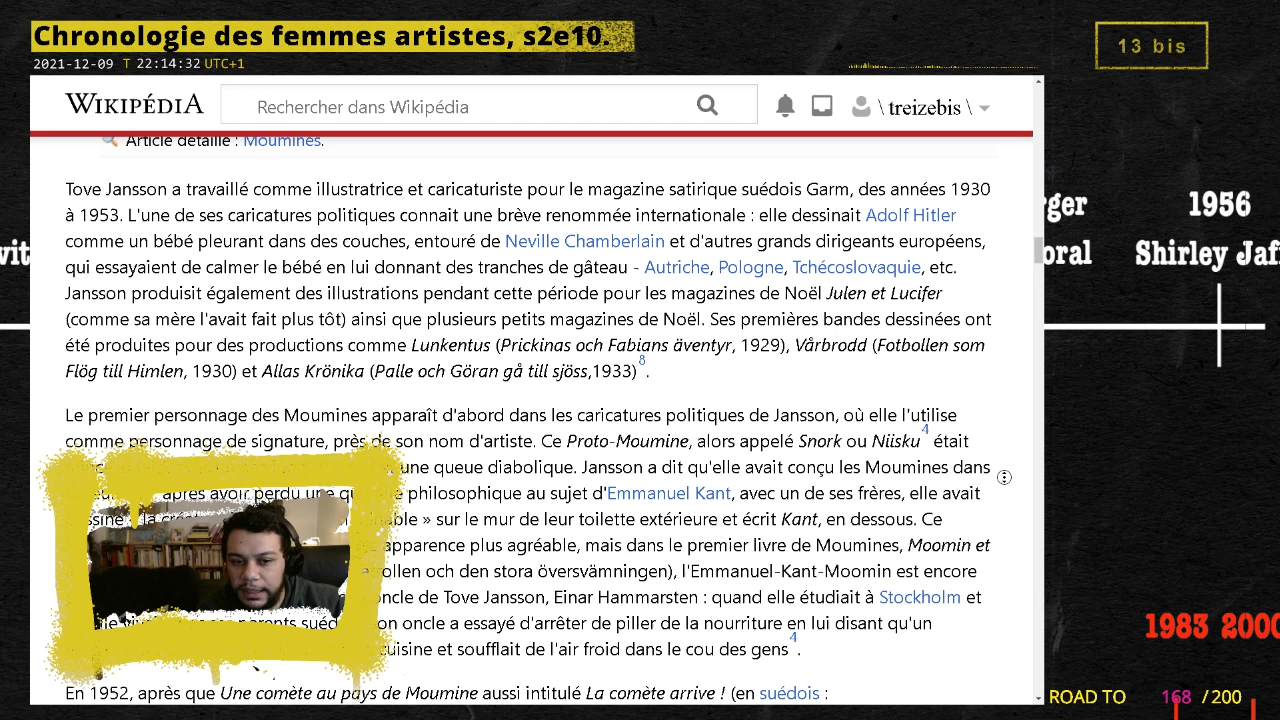 Chronologie des femmes artistes, s2e10.
2021-12-09 T 22:14:32 UTC+1
13 bis
WIKIPÉDIA
Rechercher dans Wikipédia
\ treizebis \
Article détaillé : Moumines.
Tove Jansson a travaillé comme illustratrice et caricaturiste pour le magazine satirique suédois Garm, des années 1930
à 1953. L'une de ses caricatures politiques connait une brève renommée internationale : elle dessinait Adolf Hitler
comme un bébé pleurant dans des couches, entouré de Neville Chamberlain et d'autres grands dirigeants européens,
qui essayaient de calmer le bébé en lui donnant des tranches de gâteau - Autriche, Pologne, Tchécoslovaquie, etc.
Jansson produisit également des illustrations pendant cette période pour les magazines de Noël Julen et Lucifer
(comme sa mère l'avait fait plus tôt) ainsi que plusieurs petits magazines de Noël. Ses premières bandes dessinées ont
été produites pour des productions comme Lunkentus (Prickinas och Fabians äventyr, 1929), Vårbrodd (Fotbollen som
Flög till Himlen, 1930) et Allas Krönika (Palle och Göran gå till sjöss,1933) 8.
Le premier personnage des Moumines apparaît d'abord dans les caricatures politiques de Jansson, où elle l'utilise
comme personnage de signature, près de son nom d'artiste. Ce Proto-Moumine, alors appelé Snork ou Niisku 4 était
une queue diabolique. Jansson a dit qu'elle avait conçu les Moumines dans
après avoir perdu une philosophique au sujet d'Emmanuel Kant, avec un de ses frères, elle avait
» sur le mur de leur toilette extérieure et écrit Kant, en dessous. Ce
apparence plus agréable, mais dans le premier livre de Moumines, Moomin et
och den stora översvämningen), l'Emmanuel-Kant-Moomin est encore
oncle de Tove Jansson, Einar Hammarsten : quand elle étudiait à Stockholm et
on oncle a essayé d'arrêter de piller de la nourriture en lui disant qu'un
cuisine et soufflait de l'air froid dans le cou des gens 4.
En 1952, après que Une comète au pays de Moumine aussi intitulé La comète arrive ! (en suédois :
1956
Shirley Jaf
1983 2000
ROAD TO 168 / 200